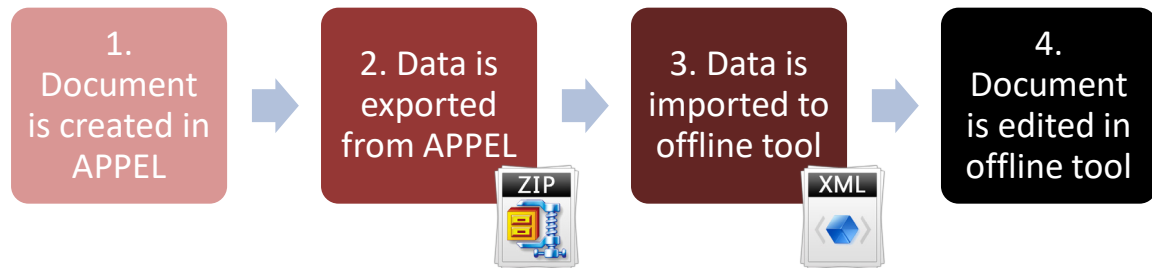 1.
Document
is created in
APPEL
2. Data is
exported
from APPEL
ZIP
3. Data is
imported to
offline tool
XML
4.
Document
is edited in
offline tool